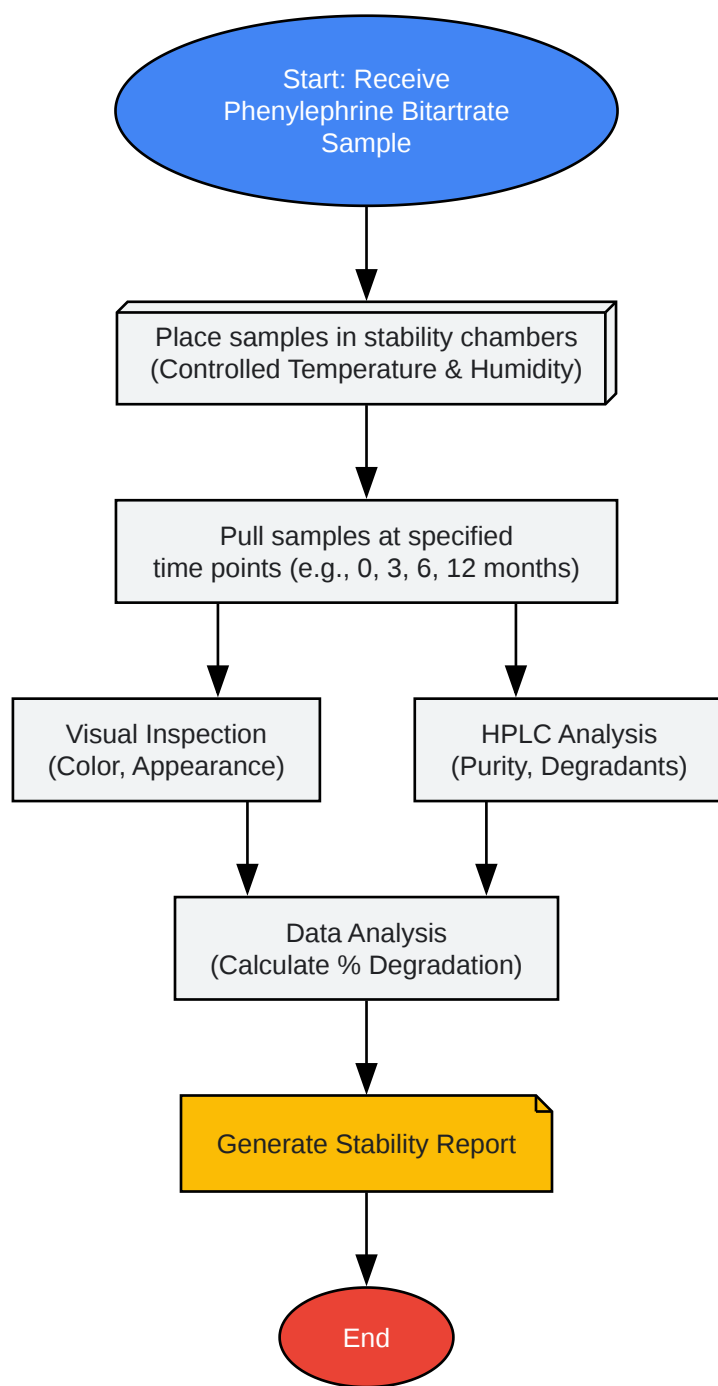 Start: Receive
Phenylephrine Bitartrate
Sample
Place samples in stability chambers
(Controlled Temperature & Humidity)
Pull samples at specified
time points (e.g., 0, 3, 6, 12 months)
Visual Inspection
(Color, Appearance)
HPLC Analysis
(Purity, Degradants)
Data Analysis
(Calculate % Degradation)
Generate Stability Report
End